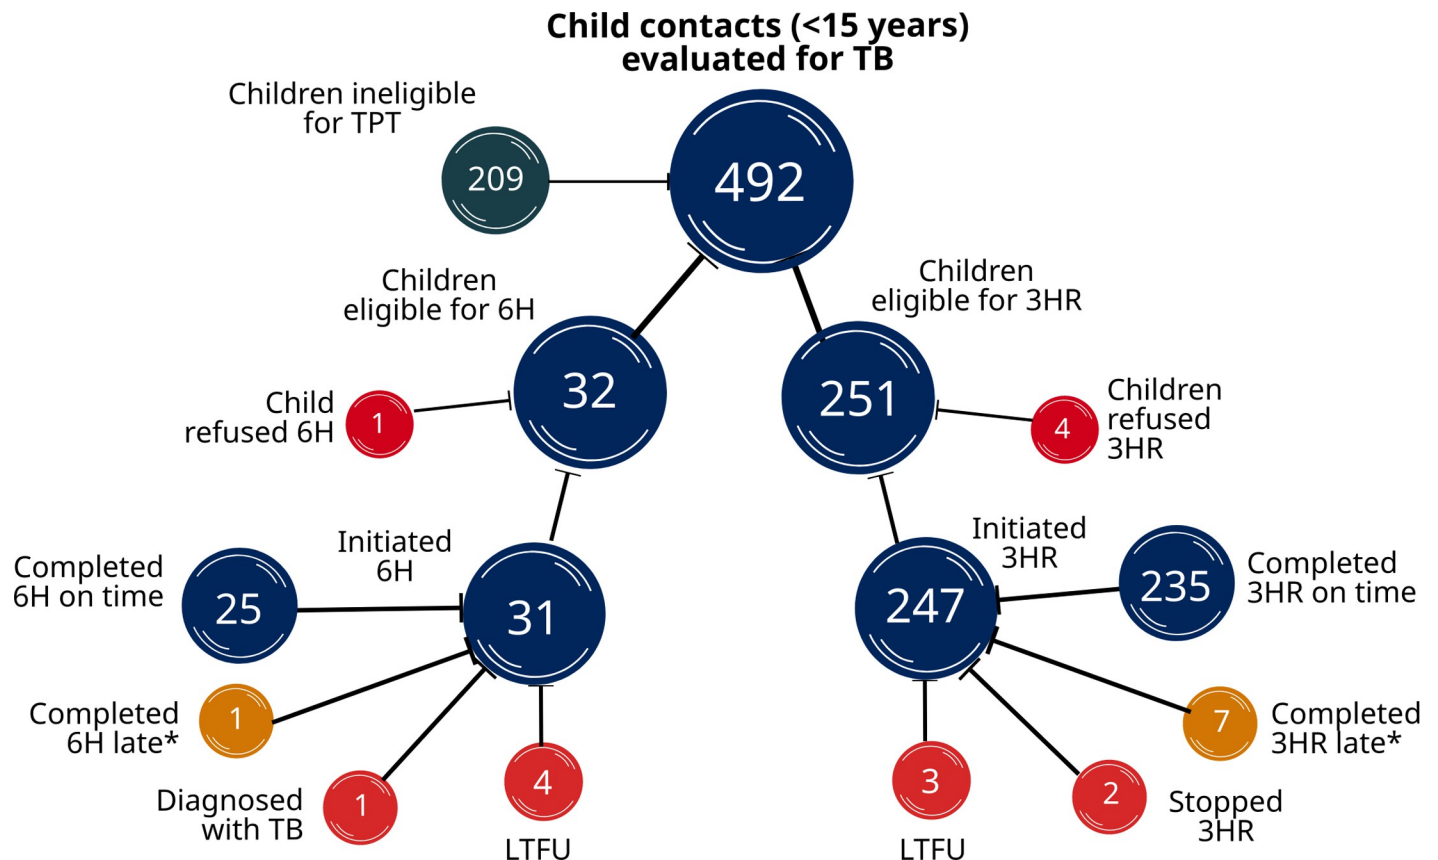 Child contacts (<15 years)
evaluated for TB
Children ineligible
for TPT
209
492
Children
eligible for 6H
Children
eligible for 3HR
32
251
Child
refused 6H
1
4
Children
refused
3HR
Completed
6H on time
25
Initiated
6H
31
Initiated
3HR
247
235
Completed
3HR on time
Completed
6H late*
1
7
Completed
3HR late*
Diagnosed
with TB
1
4
LTFU
3
LTFU
2
Stopped
3HR